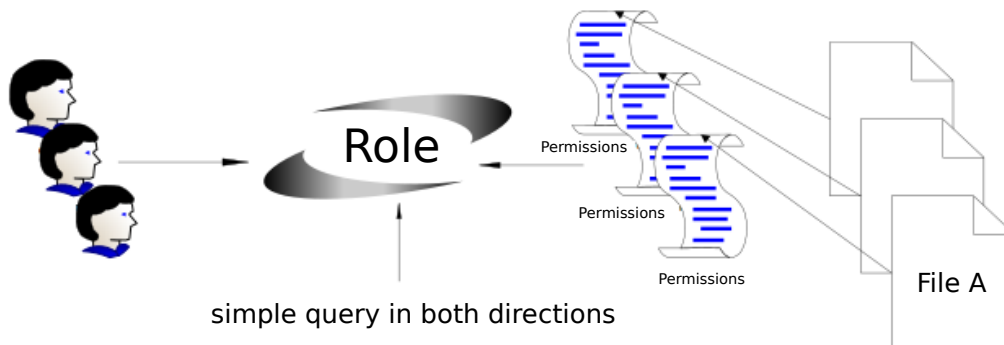 Role
Permissions
Permissions
Permissions
File A
simple query in both directions